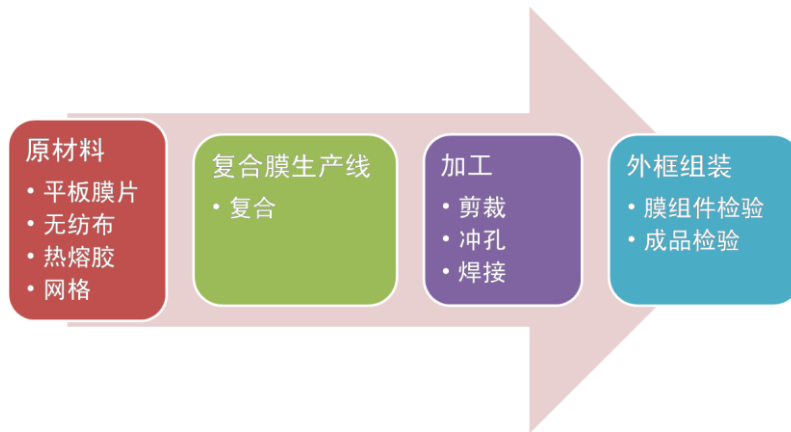 原材料
• 平板膜片
• 无纺布
• 热熔胶
• 网格
复合膜生产线
• 复合
加工
• 剪裁
• 冲孔
• 焊接
外框组装
• 膜组件检验
• 成品检验